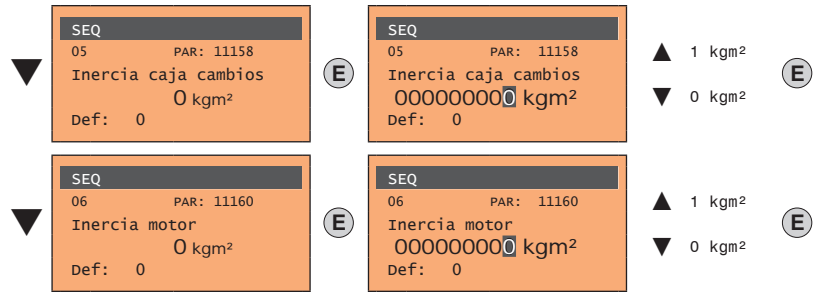 SEQ
05 PAR: 11158
Inercia caja cambios
0 kgm²
Def: 0
E
SEQ
05 PAR: 11158
Inercia caja cambios
000000000 kgm²
Def: 0
1 kgm²
0 kgm²
E
SEQ
06 PAR: 11160
Inercia motor
0 kgm²
Def: 0
E
SEQ
06 PAR: 11160
Inercia motor
000000000 kgm²
Def: 0
1 kgm²
0 kgm²
E